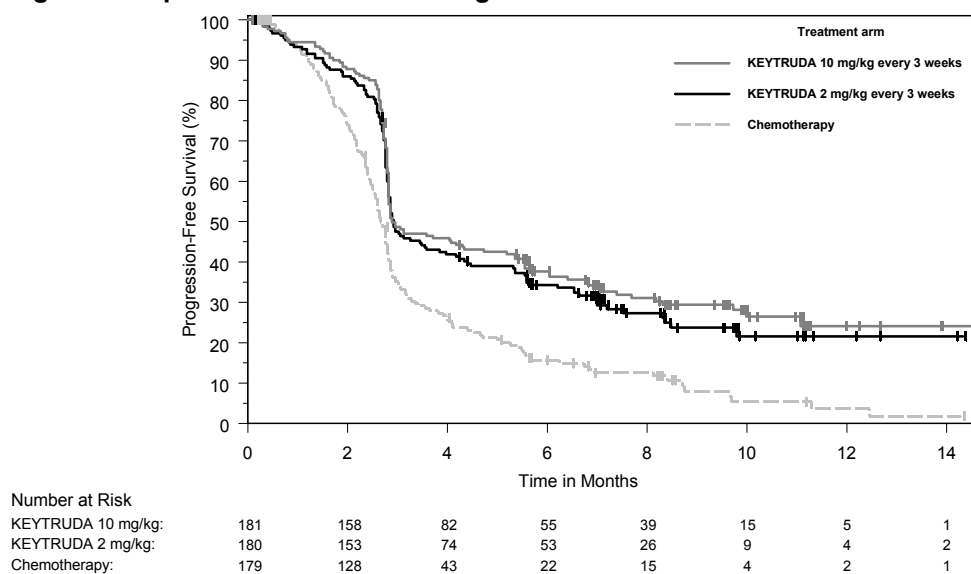 100
90
80
70
60
50
40
30
20
10
0
Progression-Free Survival (%)
Treatment arm
KEYTRUDA 10 mg/kg every 3 weeks
KEYTRUDA 2 mg/kg every 3 weeks
Chemotherapy
0 2 4 6 8 10 12 14
Time in Months
Number at Risk
KEYTRUDA 10 mg/kg: 181 158 82 55 39 15 5 1
KEYTRUDA 2 mg/kg: 180 153 74 53 26 9 4 2
Chemotherapy: 179 128 43 22 15 4 2 1